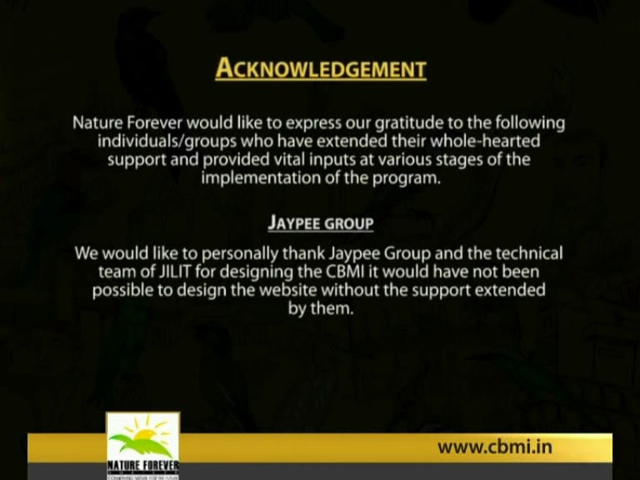 ACKNOWLEDGEMENT
Nature Forever would like to express our gratitude to the following
individuals/groups who have extended their whole-hearted
support and provided vital inputs at various stages of the
implementation of the program.
JAYPEE GROUP
We would like to personally thank Jaypee Group and the technical
team of JILIT for designing the CBMI it would have not been
possible to design the website without the support extended
by them.
www.cbmi.in
NATURE FOREVER